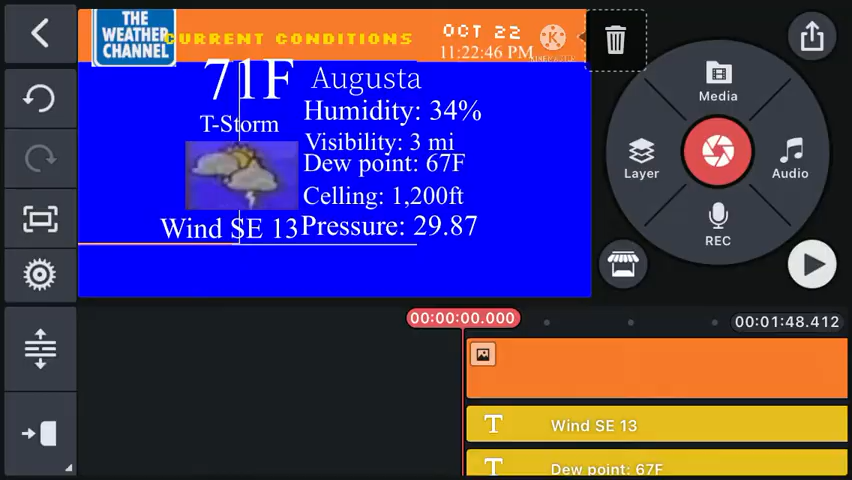 THE
WEATHER
CHANNEL
CURRENT CONDITIONS
OCT 22
11:22:46 PM
KINEMASTER
71F
Augusta
Humidity: 34%
T-Storm
Visibility: 3 mi
Dew point: 67F
Celling: 1,200ft
Wind SE 13
Pressure: 29.87
Media
Layer
Audio
REC
00:00:00.000
00:01:48.412
T
Wind SE 13
T
Dew point: 67F